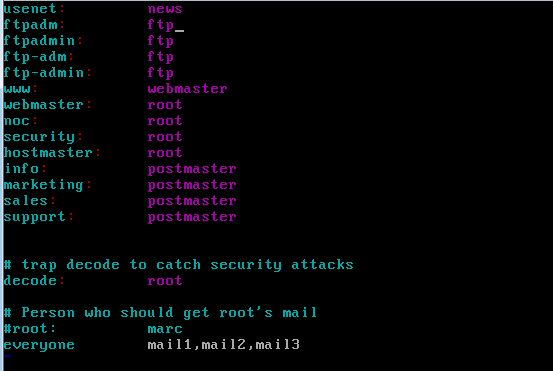 usenet: news
ftpadm: ftp_
ftpadmin: ftp
ftp-adm: ftp
ftp-admin: ftp
www: webmaster
webmaster: root
noc: root
security: root
hostmaster: root
info: postmaster
marketing: postmaster
sales: postmaster
support: postmaster
# trap decode to catch security attacks
decode: root
# Person who should get root's mail
#root: marc
everyone mail1,mail2,mail3